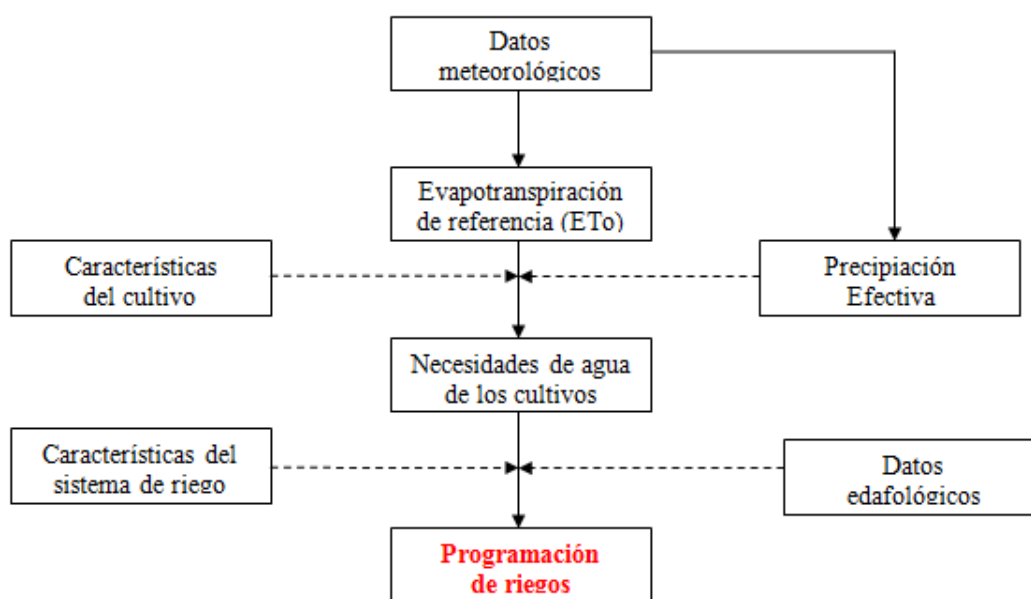 Datos
meteorológicos
Evapotranspiración
de referencia (ETo)
Características
del cultivo
Precipiación
Efectiva
Necesidades de agua
de los cultivos
Características del
sistema de riego
Datos
edafológicos
Programación
de riegos